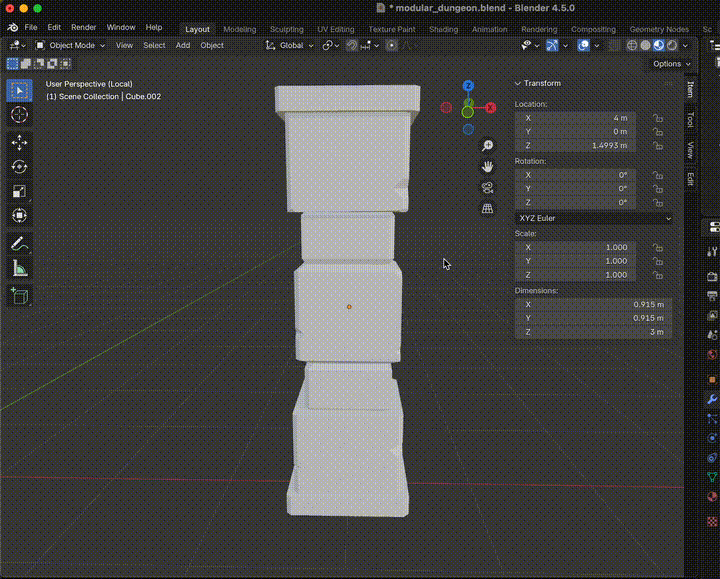 * modular_dungeon.blend - Blender 4.5.0
File Edit Render Window Help Layout Modeling Sculpting UV Editing Texture Paint Shading Animation Rendering Compositing Geometry Nodes Sc
Object Mode View Select Add Object Global
Options
User Perspective (Local)
(1) Scene Collection | Cube.002
Z
X
Transform
Location:
X 4 m
Y 0 m
Z 1.4993 m
Rotation:
X 0°
Y 0°
Z 0°
XYZ Euler
Scale:
X 1.000
Y 1.000
Z 1.000
Dimensions:
X 0.915 m
Y 0.915 m
Z 3 m
Item
Tool
View
Edit